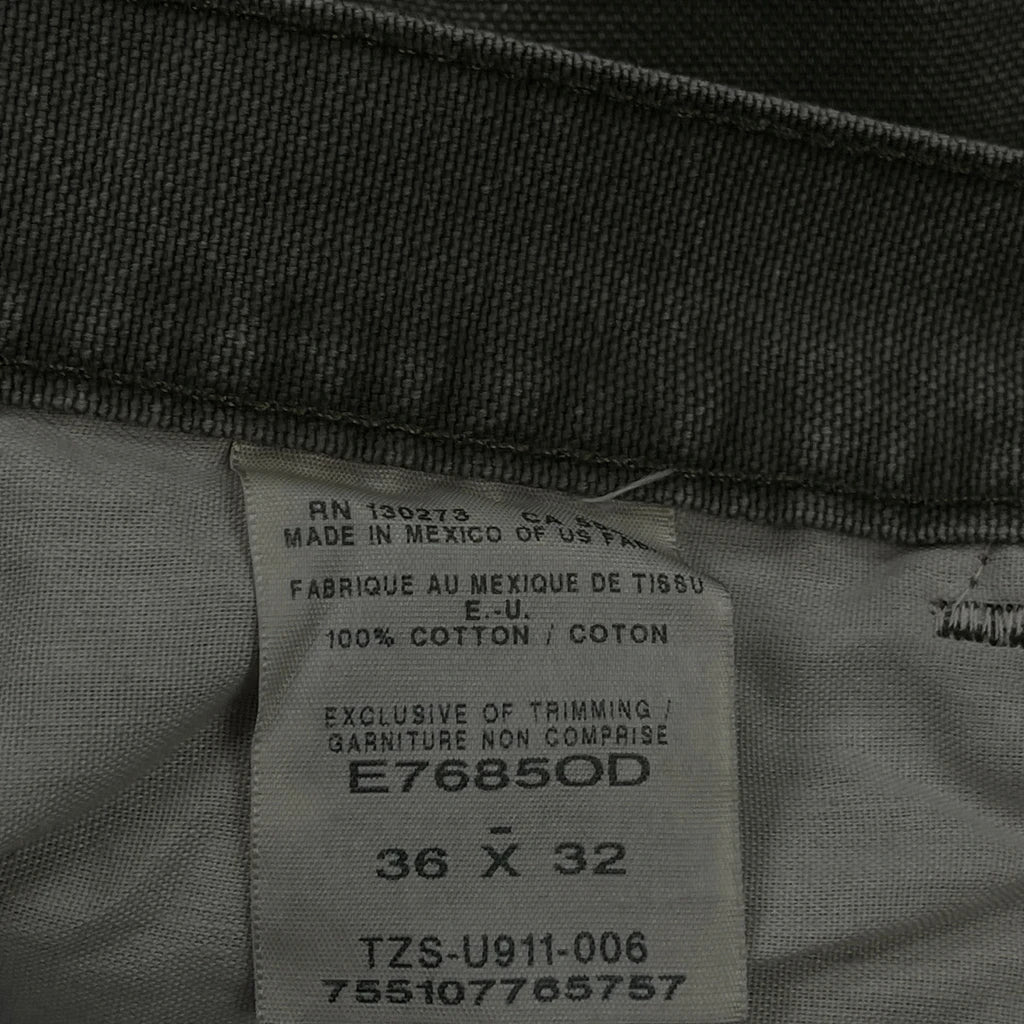 RN 130273 CA
MADE IN MEXICO OF US
FABRIQUE AU MEXIQUE DE TISSU
E.-U.
100% COTTON / COTON
EXCLUSIVE OF TRIMMING /
GARNITURE NON COMPRISE
E7685OD
-
36 X 32
TZS-U911-006
755107765757